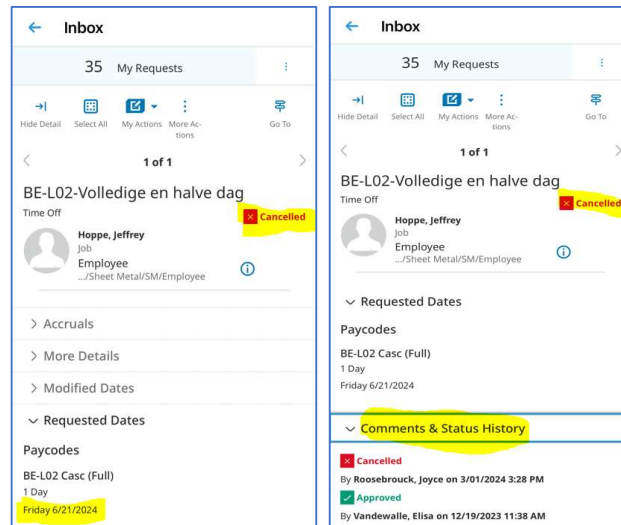 Inbox
35 My Requests
Hide Detail
Select All
My Actions
More Ac-
tions
Go To
1 of 1
BE-L02-Volledige en halve dag
Time Off
Cancelled
Hoppe, Jeffrey
Job
Employee
.../Sheet Metal/SM/Employee
Accruals
More Details
Modified Dates
Requested Dates
Paycodes
BE-L02 Casc (Full)
1 Day
Friday 6/21/2024
Inbox
35 My Requests
Hide Detail
Select All
My Actions
More Ac-
tions
Go To
1 of 1
BE-L02-Volledige en halve dag
Time Off
Cancelled
Hoppe, Jeffrey
Job
Employee
.../Sheet Metal/SM/Employee
Requested Dates
Paycodes
BE-L02 Casc (Full)
1 Day
Friday 6/21/2024
Comments & Status History
Cancelled
By Roosebrouck, Joyce on 3/01/2024 3:28 PM
Approved
By Vandewalle, Elisa on 12/19/2023 11:38 AM